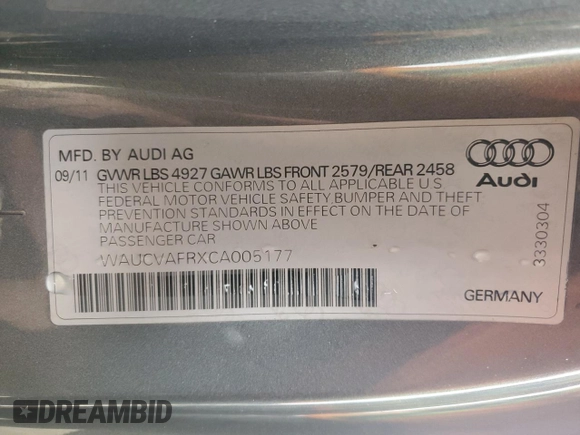 MFD. BY AUDI AG
09/11 GVWR LBS 4927 GAWR LBS FRONT 2579/REAR 2458
THIS VEHICLE CONFORMS TO ALL APPLICABLE U S
FEDERAL MOTOR VEHICLE SAFETY,BUMPER AND THEFT
PREVENTION STANDARDS IN EFFECT ON THE DATE OF
MANUFACTURE SHOWN ABOVE
PASSENGER CAR
WAUCVAFRXCA005177
Audi
3330304
GERMANY
DREAMBID